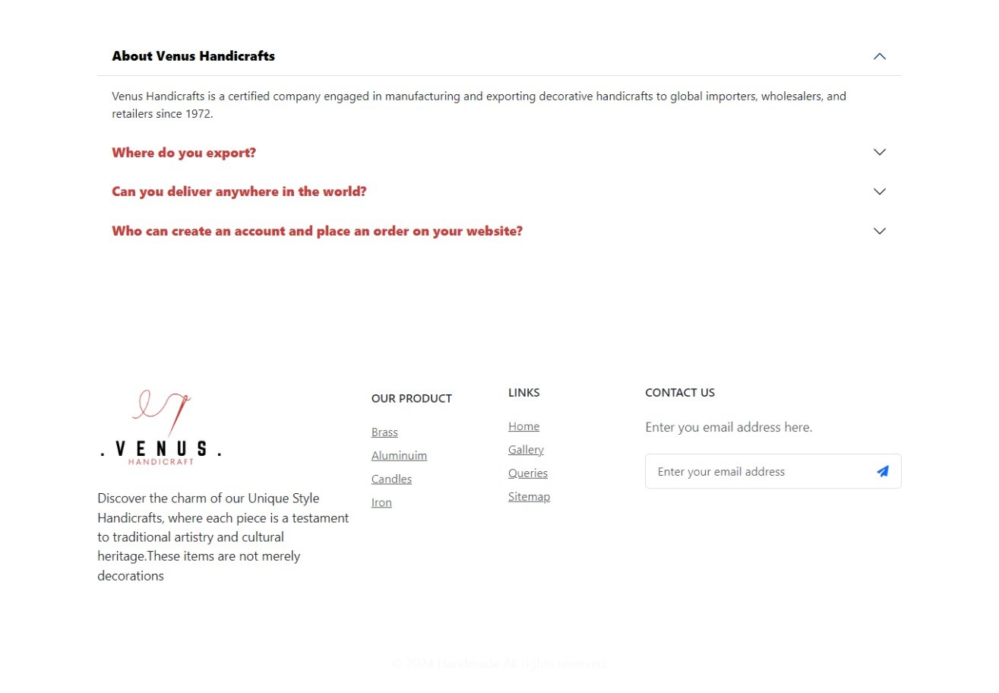 About Venus Handicrafts
Venus Handicrafts is a certified company engaged in manufacturing and exporting decorative handicrafts to global importers, wholesalers, and
retailers since 1972.
Where do you export?
Can you deliver anywhere in the world?
Who can create an account and place an order on your website?
. VENUS .
HANDICRAFT
Discover the charm of our Unique Style
Handicrafts, where each piece is a testament
to traditional artistry and cultural
heritage.These items are not merely
decorations
OUR PRODUCT
Brass
Aluminuim
Candles
Iron
LINKS
Home
Gallery
Queries
Sitemap
CONTACT US
Enter you email address here.
Enter your email address
© 2024 Handmade All rights reserved.